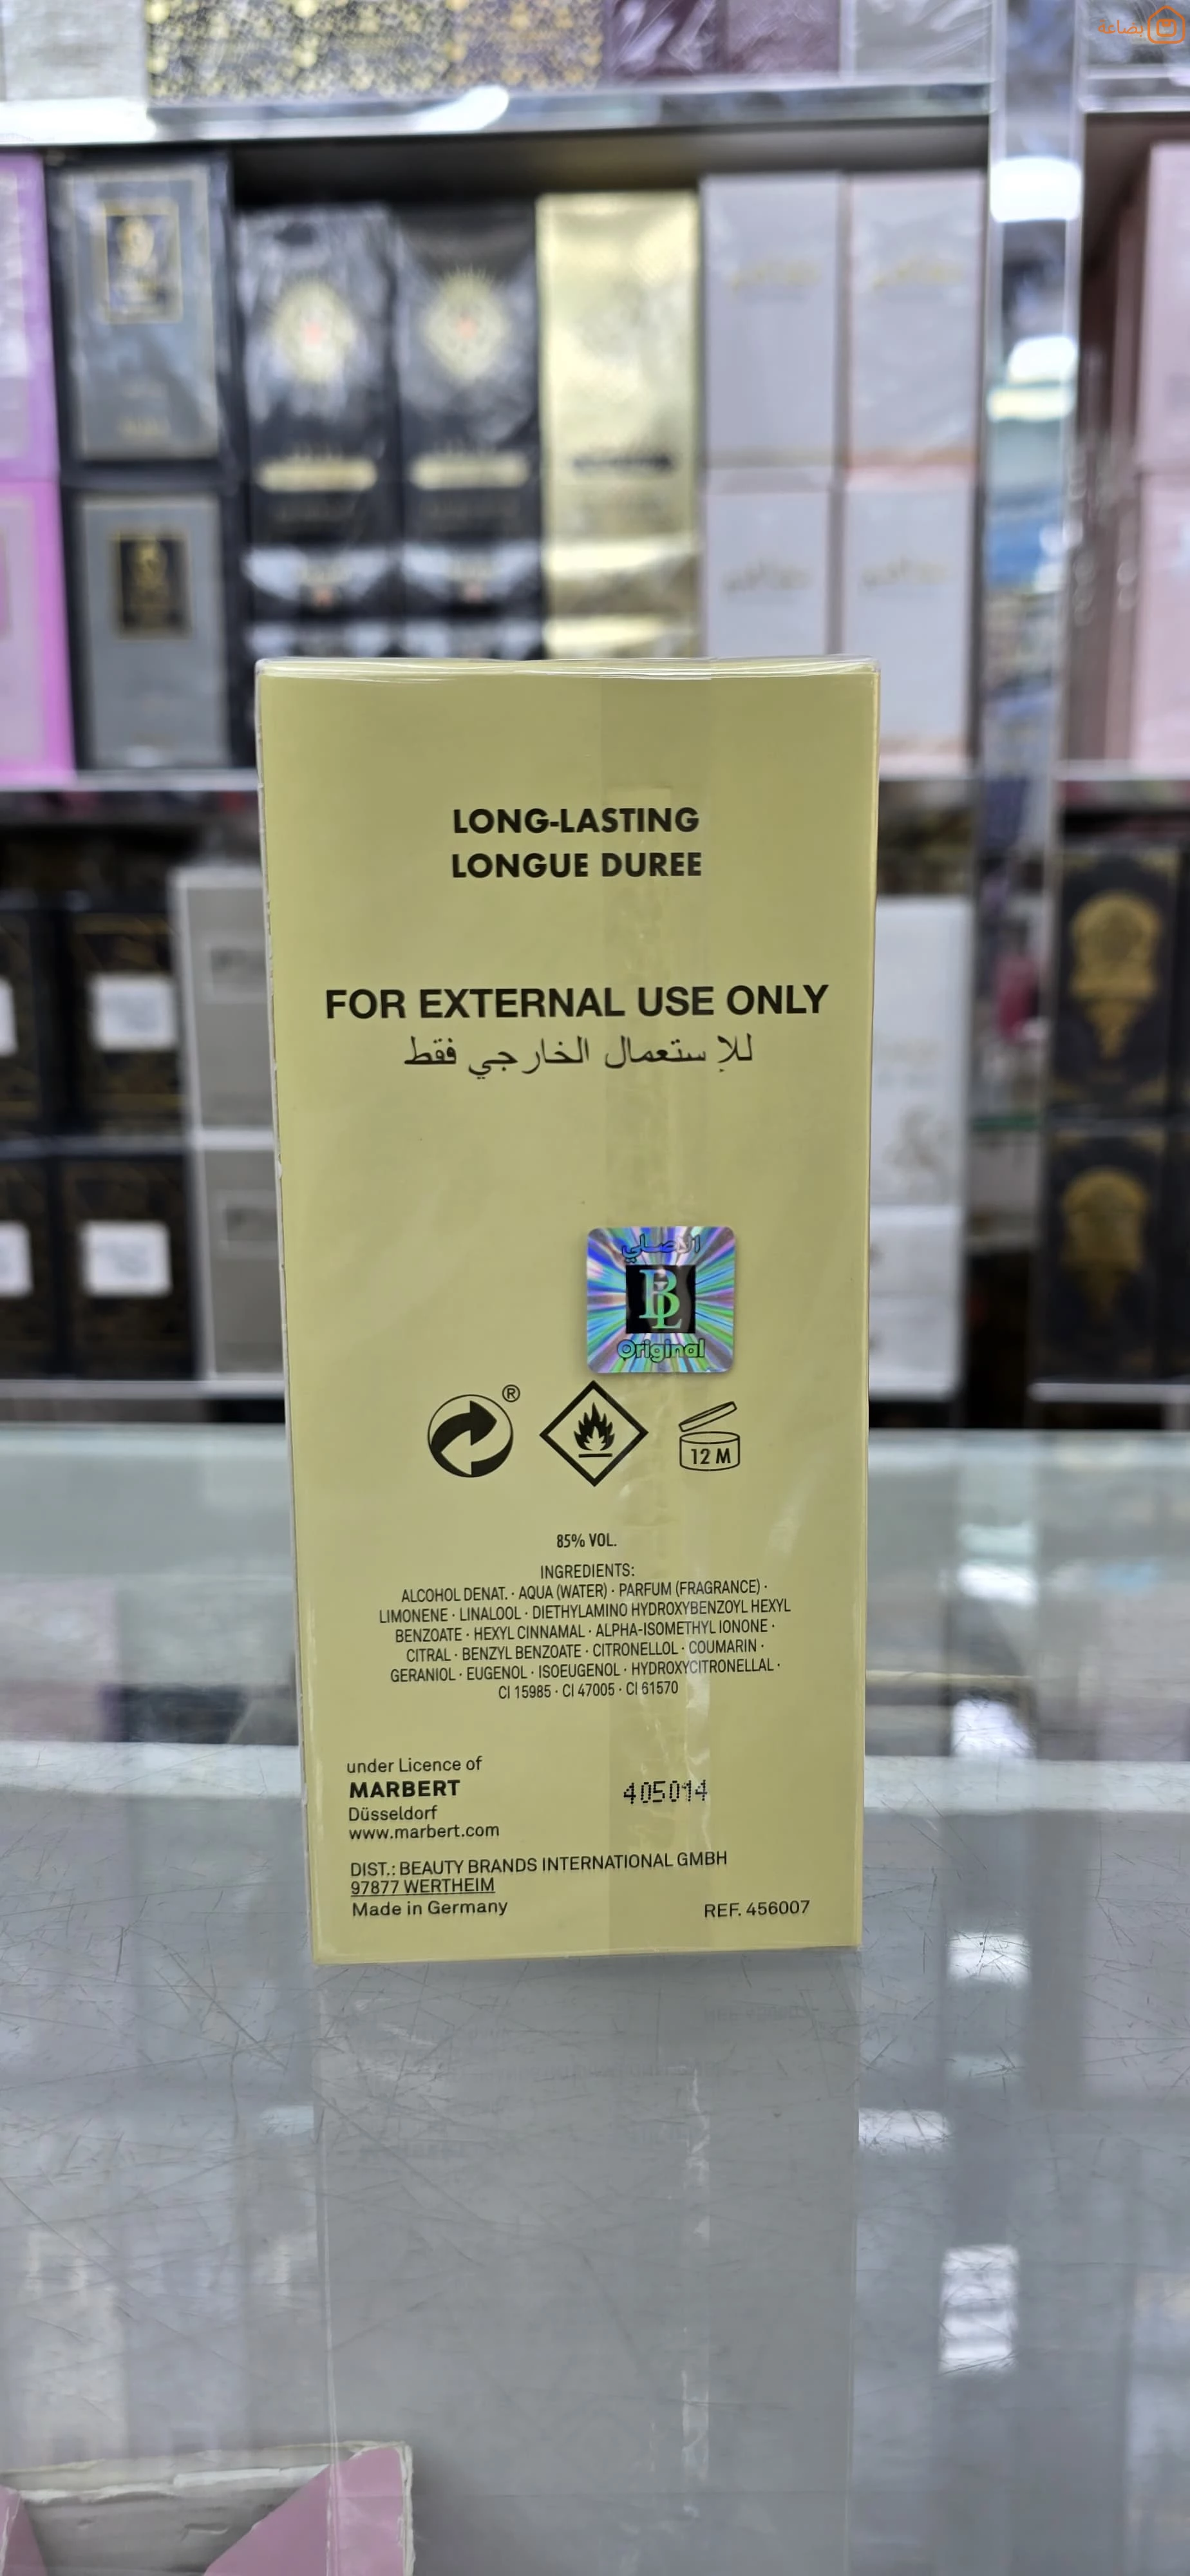 بضاعة
LONG-LASTING
LONGUE DUREE
FOR EXTERNAL USE ONLY
للإستعمال الخارجي فقط
الأصلي
BL
Original
®
12 M
85% VOL.
INGREDIENTS:
ALCOHOL DENAT. · AQUA (WATER) · PARFUM (FRAGRANCE) ·
LIMONENE · LINALOOL · DIETHYLAMINO HYDROXYBENZOYL HEXYL
BENZOATE · HEXYL CINNAMAL · ALPHA-ISOMETHYL IONONE ·
CITRAL · BENZYL BENZOATE · CITRONELLOL · COUMARIN ·
GERANIOL · EUGENOL · ISOEUGENOL · HYDROXYCITRONELLAL ·
CI 15985 · CI 47005 · CI 61570
under Licence of
MARBERT
Düsseldorf
www.marbert.com
405014
DIST.: BEAUTY BRANDS INTERNATIONAL GMBH
97877 WERTHEIM
Made in Germany
REF. 456007